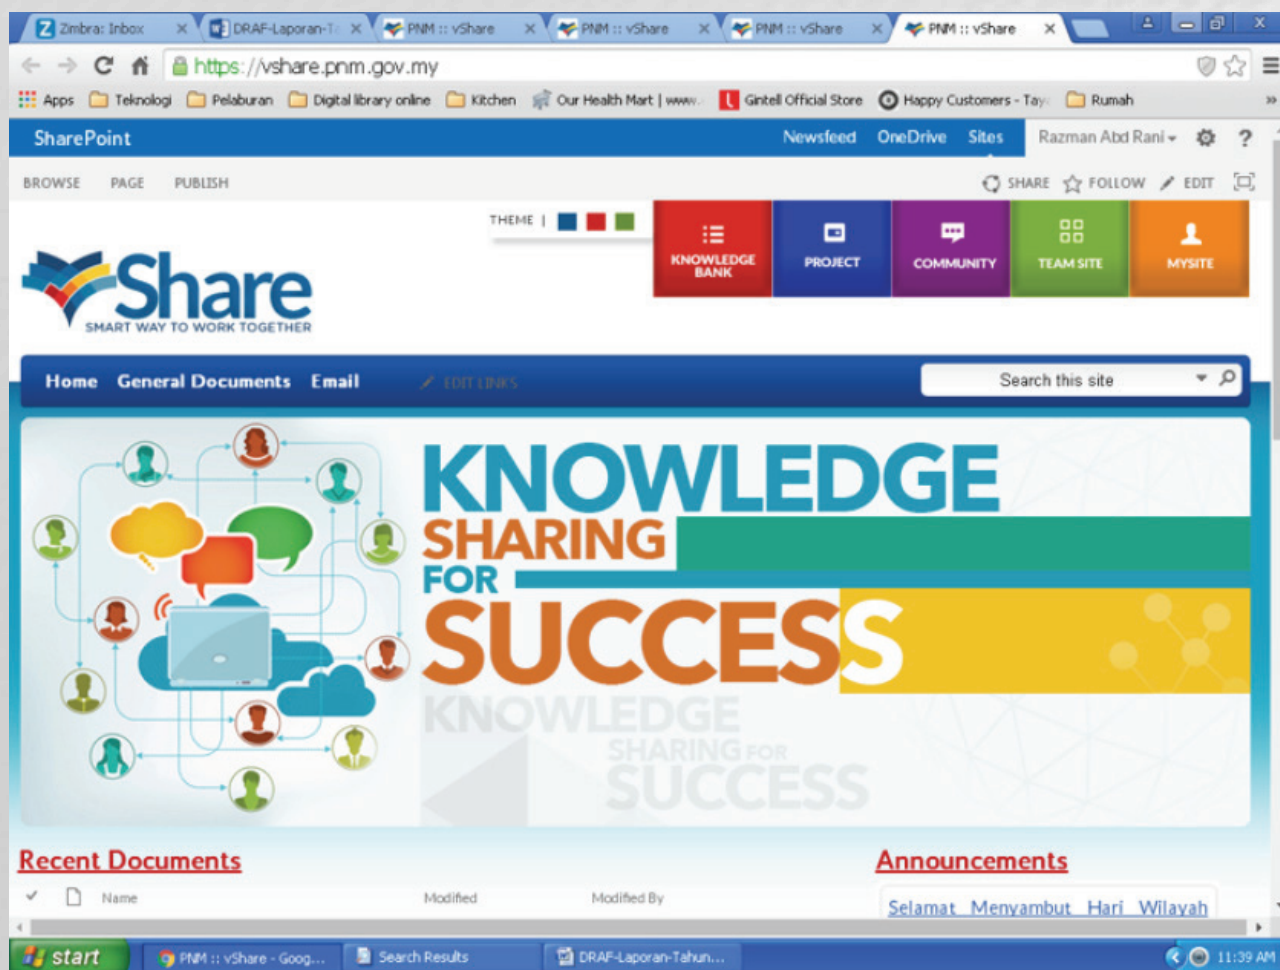 Zimbra: Inbox
DRAF-Laporan-Ta
PNM :: vShare
PNM :: vShare
PNM :: vShare
PNM :: vShare
https://vshare.pnm.gov.my
Apps Teknologi Pelaburan Digital library online Kitchen Our Health Mart | www. Gintell Official Store Happy Customers - Tay Rumah »
SharePoint
Newsfeed OneDrive Sites Razman Abd Rani ?
BROWSE PAGE PUBLISH
SHARE FOLLOW EDIT
THEME |
KNOWLEDGE
BANK
PROJECT
COMMUNITY
TEAM SITE
MYSITE
Share
SMART WAY TO WORK TOGETHER
Home General Documents Email EDIT LINKS
Search this site
KNOWLEDGE
SHARING
FOR
SUCCESS
KNOWLEDGE
SHARING FOR
SUCCESS
Recent Documents
Name Modified Modified By
Announcements
Selamat Menyambut Hari Wilayah
start
PNM :: vShare - Goog...
Search Results
DRAF-Laporan-Tahun...
11:39 AM